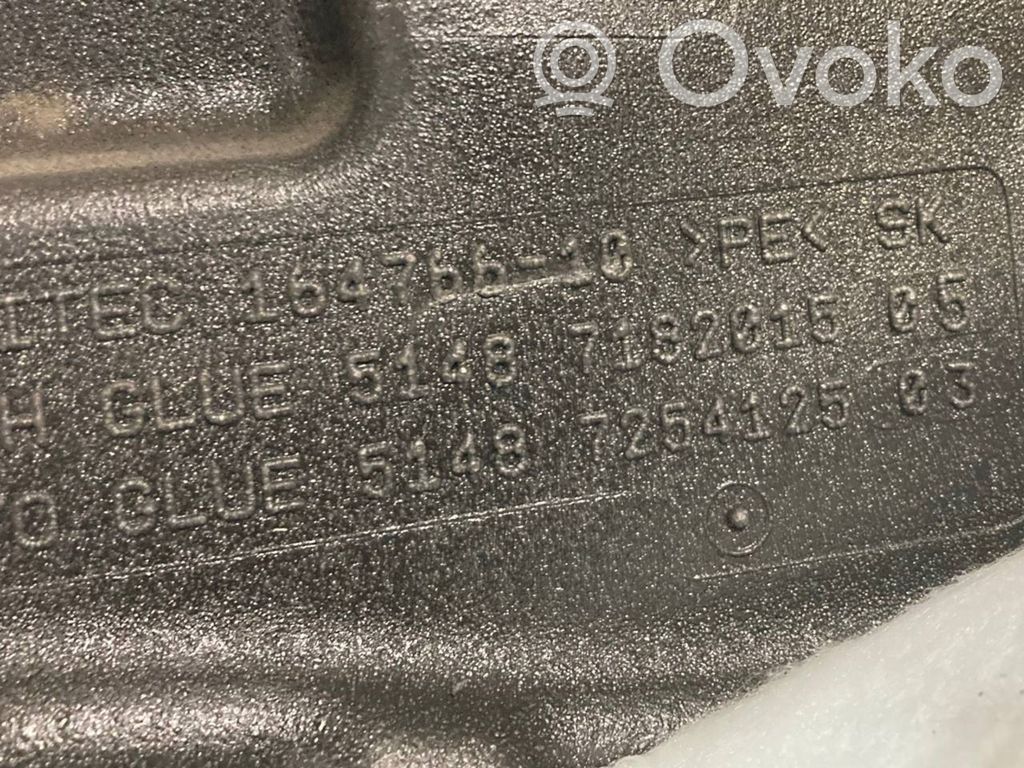 ® Ovoko
LTEC 164766-10 >PE< SK
H GLUE 5148 7182015 05
O GLUE 5148 7254125 03